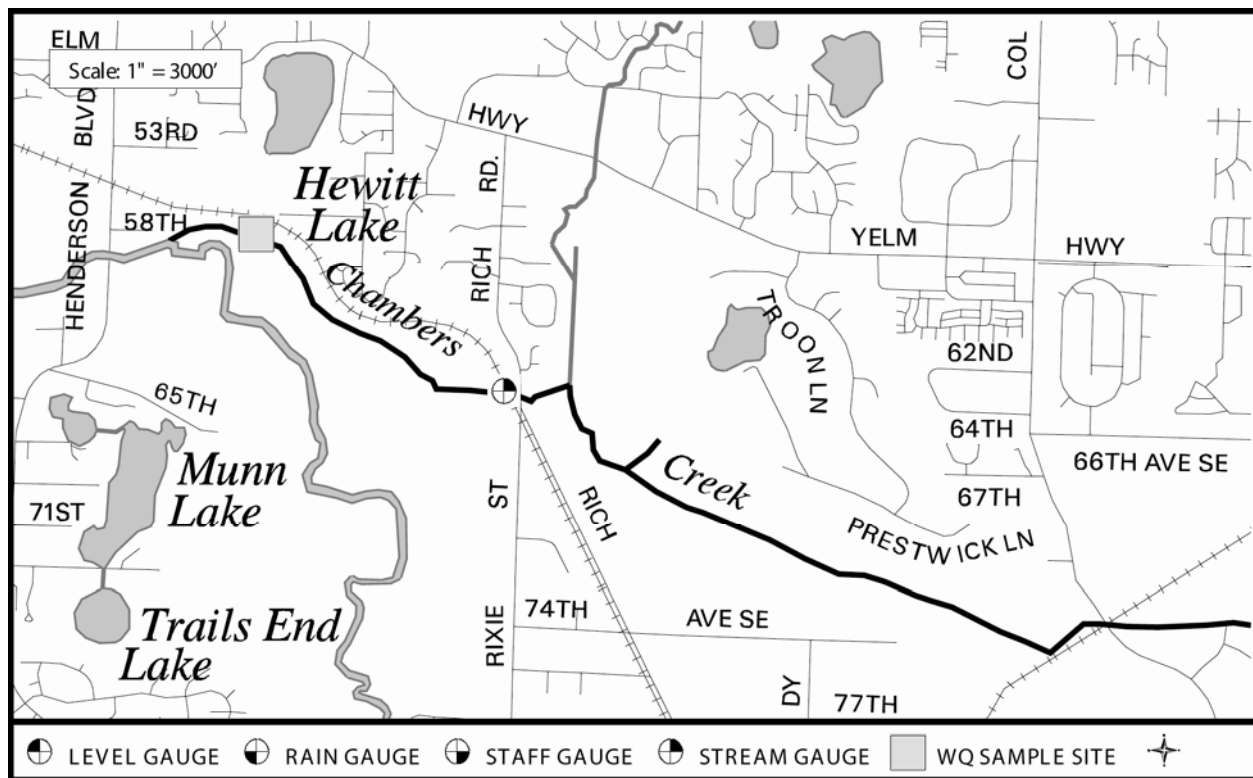 ELM
Scale: 1" = 3000'
BLVD
53RD
HENDERSON
58TH
Hewitt
Lake
HWY
RD.
RICH
COL
YELM
HWY
Chambers
TROON LN
62ND
65TH
64TH
66TH AVE SE
67TH
Munn
Lake
71ST
Creek
ST
RICH
PRESTWICK LN
Trails End
Lake
RIXIE
74TH
AVE SE
DY
77TH
LEVEL GAUGE
RAIN GAUGE
STAFF GAUGE
STREAM GAUGE
WQ SAMPLE SITE